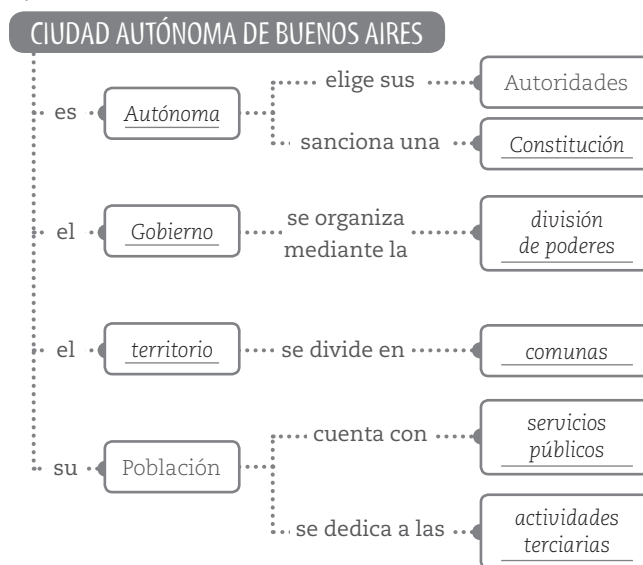 CIUDAD AUTÓNOMA DE BUENOS AIRES
es Autónoma elige sus Autoridades
sanciona una Constitución
el Gobierno se organiza mediante la división de poderes
el territorio se divide en comunas
su Población cuenta con servicios públicos
se dedica a las actividades terciarias